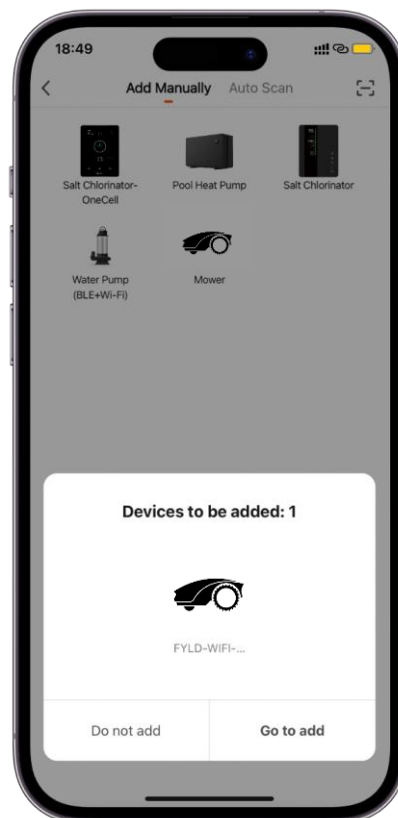 18:49
Add Manually Auto Scan
Salt Chlorinator- Pool Heat Pump Salt Chlorinator
OneCell
Water Pump Mower
(BLE+Wi-Fi)
Devices to be added: 1
FYLD-WIFI-...
Do not add Go to add